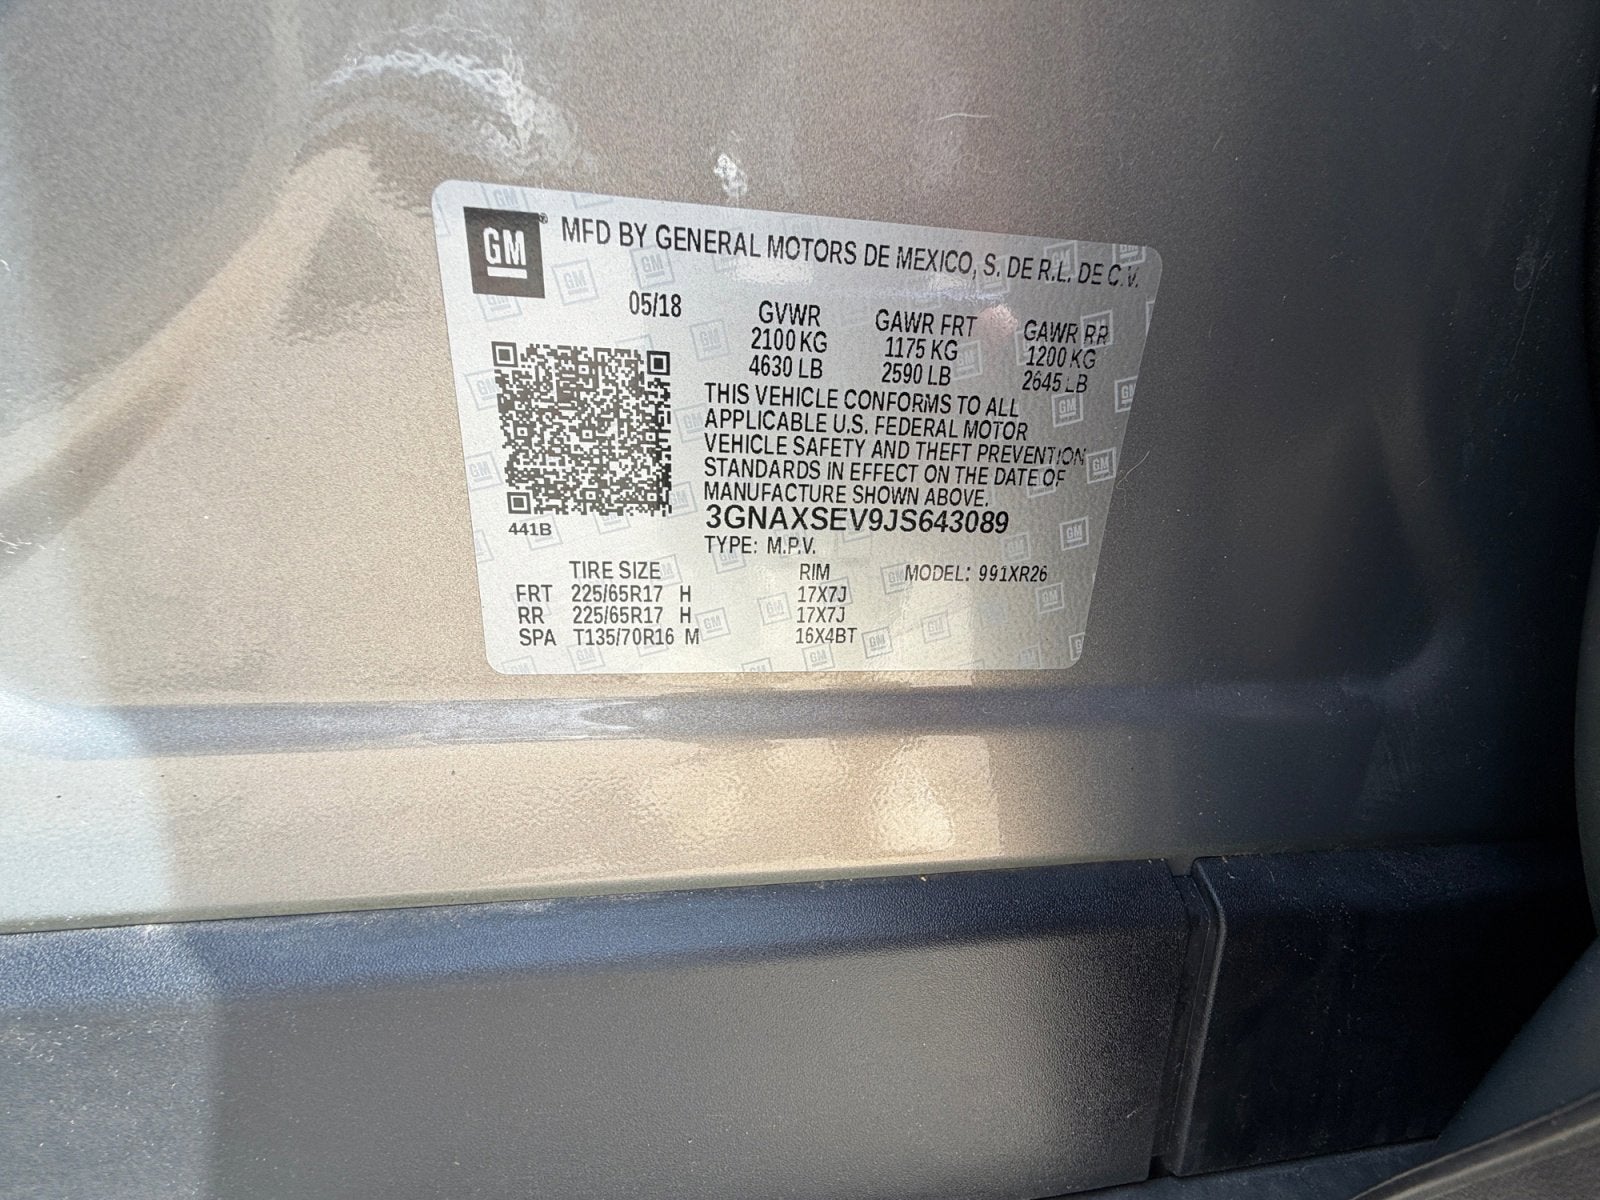 GM ® MFD BY GENERAL MOTORS DE MEXICO, S. DE R.L. DE C.V.
05/18 GVWR GAWR FRT GAWR RR
2100 KG 1175 KG 1200 KG
4630 LB 2590 LB 2645 LB
THIS VEHICLE CONFORMS TO ALL
APPLICABLE U.S. FEDERAL MOTOR
VEHICLE SAFETY AND THEFT PREVENTION
STANDARDS IN EFFECT ON THE DATE OF
MANUFACTURE SHOWN ABOVE.
441B 3GNAXSEV9JS643089
TYPE: M.P.V.
TIRE SIZE RIM MODEL: 991XR26
FRT 225/65R17 H 17X7J
RR 225/65R17 H 17X7J
SPA T135/70R16 M 16X4BT